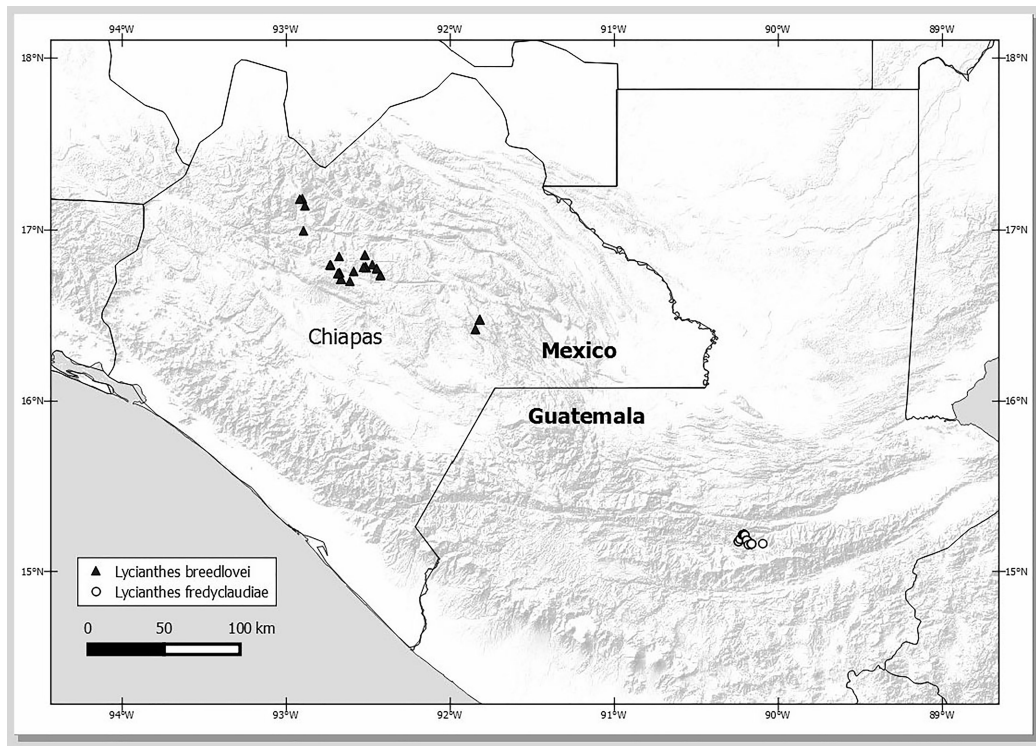 94°W 93°W 92°W 91°W 90°W 89°W
18°N 18°N
17°N 17°N
Chiapas
Mexico
16°N 16°N
Guatemala
15°N 15°N
Lycianthes breedlovei
Lycianthes fredyclaudiae
0 50 100 km
94°W 93°W 92°W 91°W 90°W 89°W